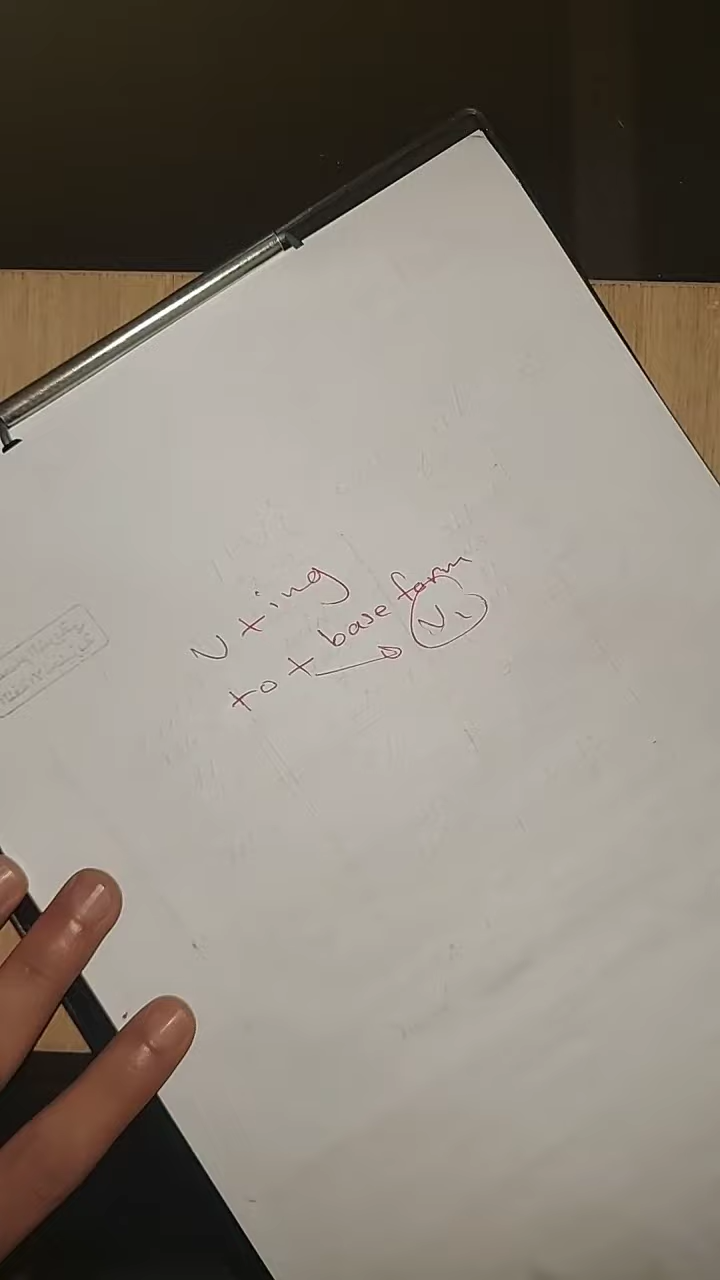 V + ing
to + base form
→ V1